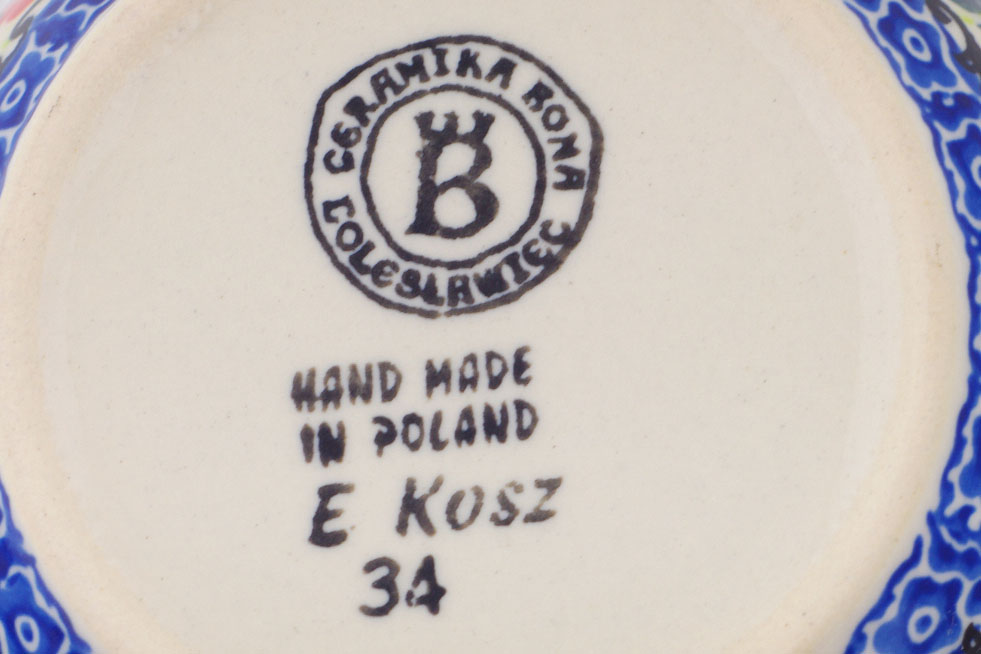 CERAMIKA BONA
BOLESŁAWIEC
B
HAND MADE
IN POLAND
E KOSZ
34